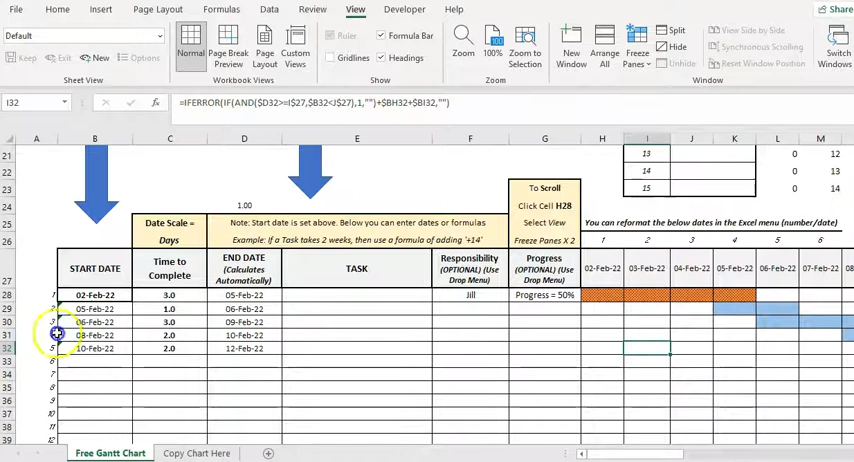 File Home Insert Page Layout Formulas Data Review View Developer Help Acrobat Share
Default Normal Page Break Preview Page Layout Custom Views Ruler Formula Bar Zoom 100% Zoom to Selection New Window Arrange All Freeze Panes Split View Side by Side Switch Windows
Keep Exit New Options Gridlines Headings Hide Synchronous Scrolling
Unhide Reset Window Position
Sheet View Workbook Views Show Zoom Window
I32 fx =IFERROR(IF(AND($D32>=I$27,$B32<J$27),1,"")+$BH32+$BI32,"")
A B C D E F G H I J K L M
21 13 0 12
22 14 0 13
23 To Scroll 15 0 14
24 1.00 Click Cell H28
25 Date Scale = Note: Start date is set above. Below you can enter dates or formulas Select View You can reformat the below dates in the Excel menu (number/date)
26 Days Example: If a Task takes 2 weeks, then use a formula of adding '+14' Freeze Panes X 2 1 2 3 4 5 6
27 START DATE Time to Complete END DATE (Calculates Automatically) TASK Responsibility (OPTIONAL) (Use Drop Menu) Progress (OPTIONAL) (Use Drop Menu) 02-Feb-22 03-Feb-22 04-Feb-22 05-Feb-22 06-Feb-22 07-Feb-22 08
28 1 02-Feb-22 3.0 05-Feb-22 Jill Progress = 50%
29 2 05-Feb-22 1.0 06-Feb-22
30 3 06-Feb-22 3.0 09-Feb-22
31 08-Feb-22 2.0 10-Feb-22
32 5 10-Feb-22 2.0 12-Feb-22
33 6
34 7
35 8
36 9
37 10
38 11
39 12
Free Gantt Chart Copy Chart Here